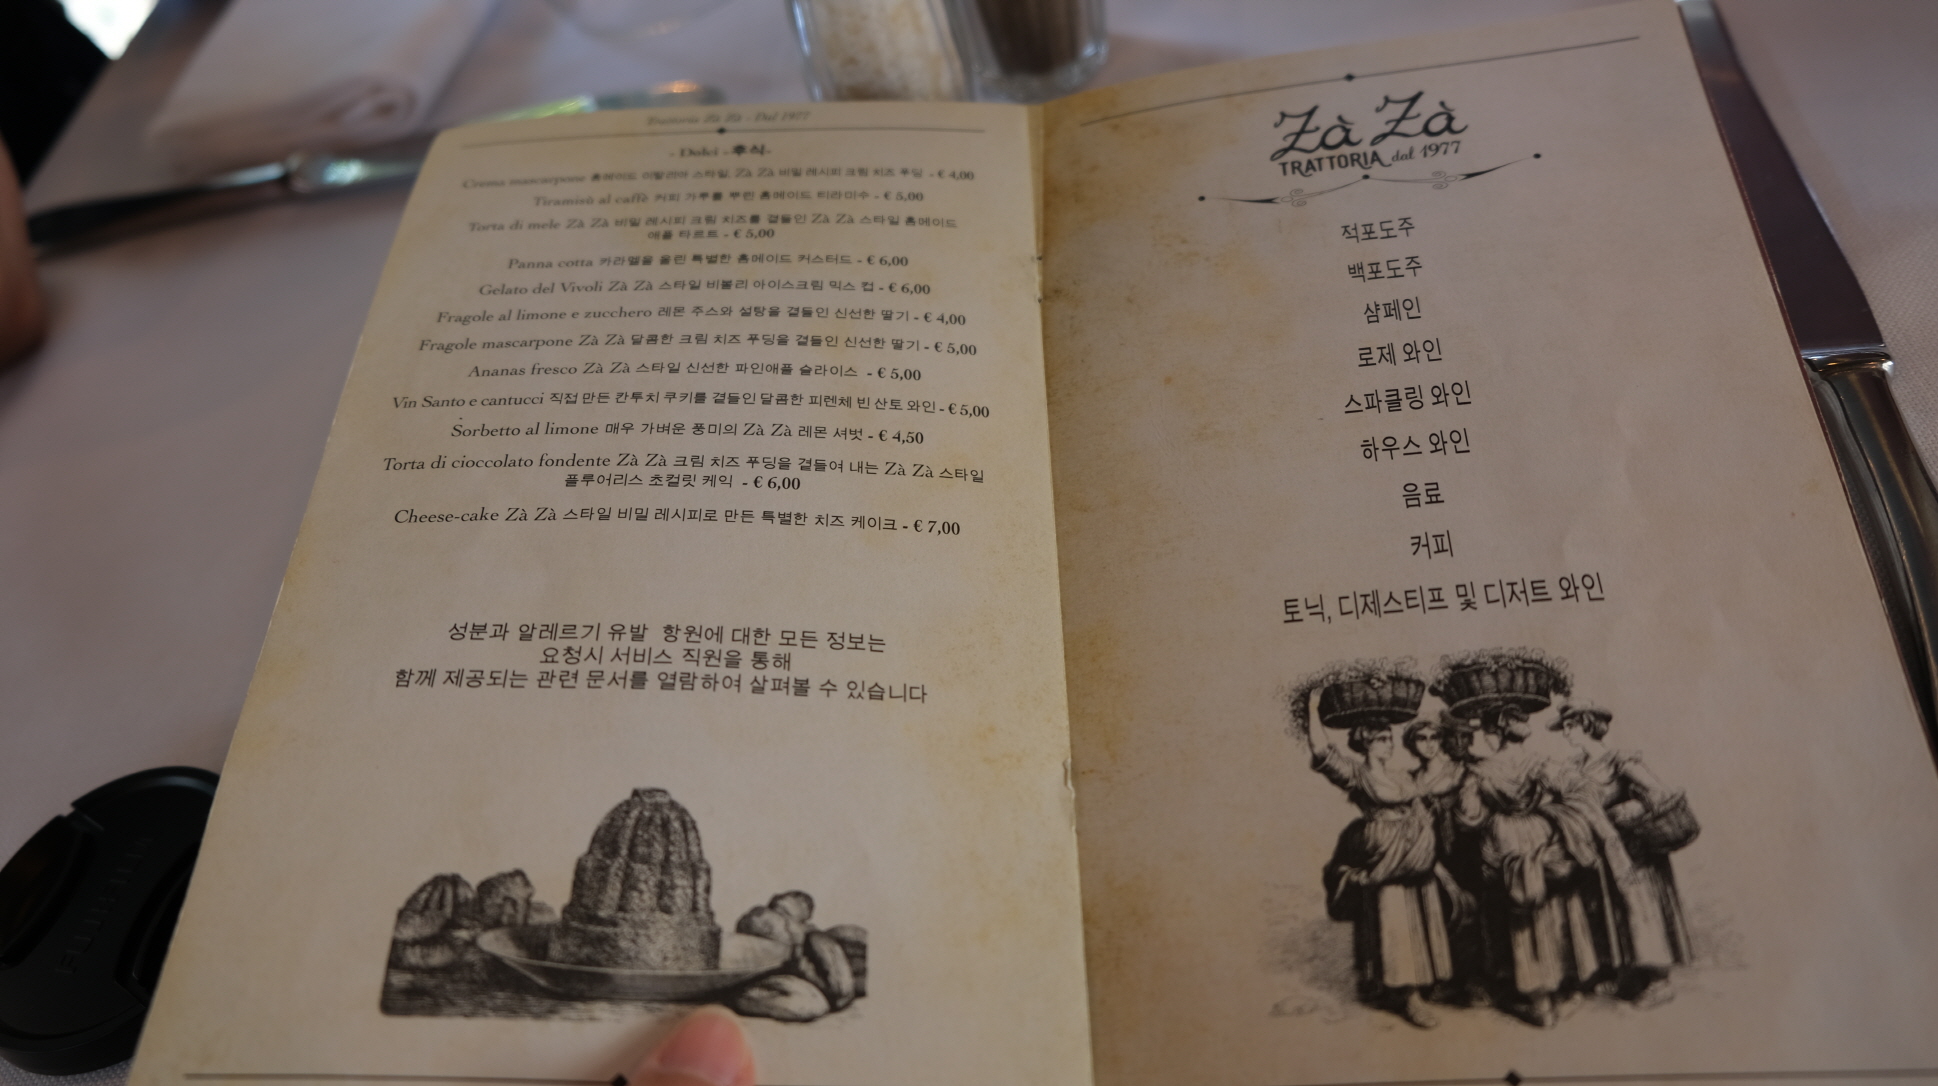 Trattoria Zà Zà - Dal 1977
- Dolci -후식-
Crema mascarpone 홈메이드 이탈리아 스타일, Zà Zà 비밀 레시피 크림 치즈 푸딩 - € 4,00
Tiramisù al caffè 커피 가루를 뿌린 홈메이드 티라미수 - € 5,00
Torta di mele Zà Zà 비밀 레시피 크림 치즈를 곁들인 Zà Zà 스타일 홈메이드
애플 타르트 - € 5,00
Panna cotta 카라멜을 올린 특별한 홈메이드 커스터드 - € 6,00
Gelato del Vivoli Zà Zà 스타일 비볼리 아이스크림 믹스 컵 - € 6,00
Fragole al limone e zucchero 레몬 주스와 설탕을 곁들인 신선한 딸기 - € 4,00
Fragole mascarpone Zà Zà 달콤한 크림 치즈 푸딩을 곁들인 신선한 딸기 - € 5,00
Ananas fresco Zà Zà 스타일 신선한 파인애플 슬라이스 - € 5,00
Vin Santo e cantucci 직접 만든 칸투치 쿠키를 곁들인 달콤한 피렌체 빈 산토 와인 - € 5,00
Sorbetto al limone 매우 가벼운 풍미의 Zà Zà 레몬 셔벗 - € 4,50
Torta di cioccolato fondente Zà Zà 크림 치즈 푸딩을 곁들여 내는 Zà Zà 스타일
플루어리스 초컬릿 케익 - € 6,00
Cheese-cake Zà Zà 스타일 비밀 레시피로 만든 특별한 치즈 케이크 - € 7,00
성분과 알레르기 유발 항원에 대한 모든 정보는
요청시 서비스 직원을 통해
함께 제공되는 관련 문서를 열람하여 살펴볼 수 있습니다
Zà Zà
TRATTORIA dal 1977
적포도주
백포도주
샴페인
로제 와인
스파클링 와인
하우스 와인
음료
커피
토닉, 디제스티프 및 디저트 와인